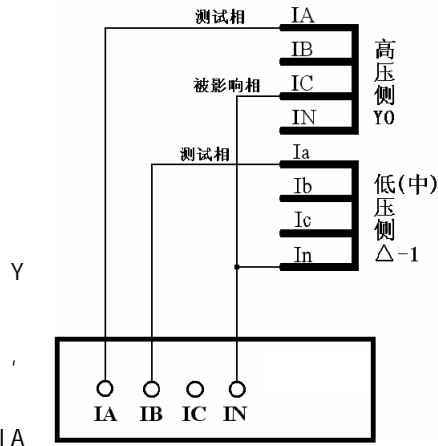 测试相 IA
IB
被影响相 IC
IN
高压侧 Y0
测试相 Ia
Ib
Ic
In
低(中)压侧 △-1
Y
,
IA IB IC IN
IA